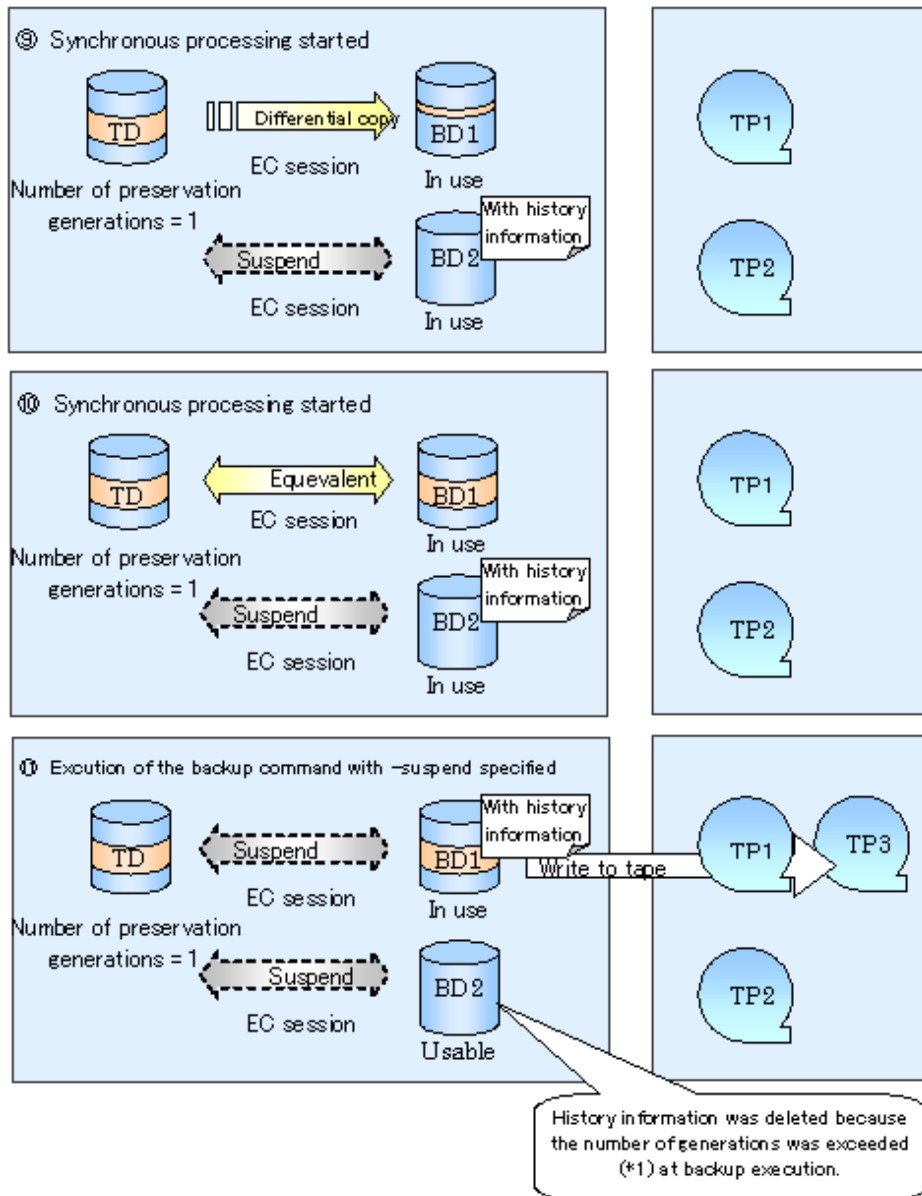 ⑨ Synchronous processing started
TD
Differential copy
BD1
EC session
In use
Number of preservation
generations = 1
With history
information
Suspend
BD2
EC session
In use
TP1
TP2
⑩ Synchronous processing started
TD
Equevalent
BD1
EC session
In use
Number of preservation
generations = 1
With history
information
Suspend
BD2
EC session
In use
TP1
TP2
⑪ Excution of the backup command with -suspend specified
With history
information
TD
Suspend
BD1
EC session
In use
Write to tape
TP1
TP3
Number of preservation
generations = 1
Suspend
BD2
EC session
Usable
TP2
History information was deleted because
the number of generations was exceeded
(*1) at backup execution.